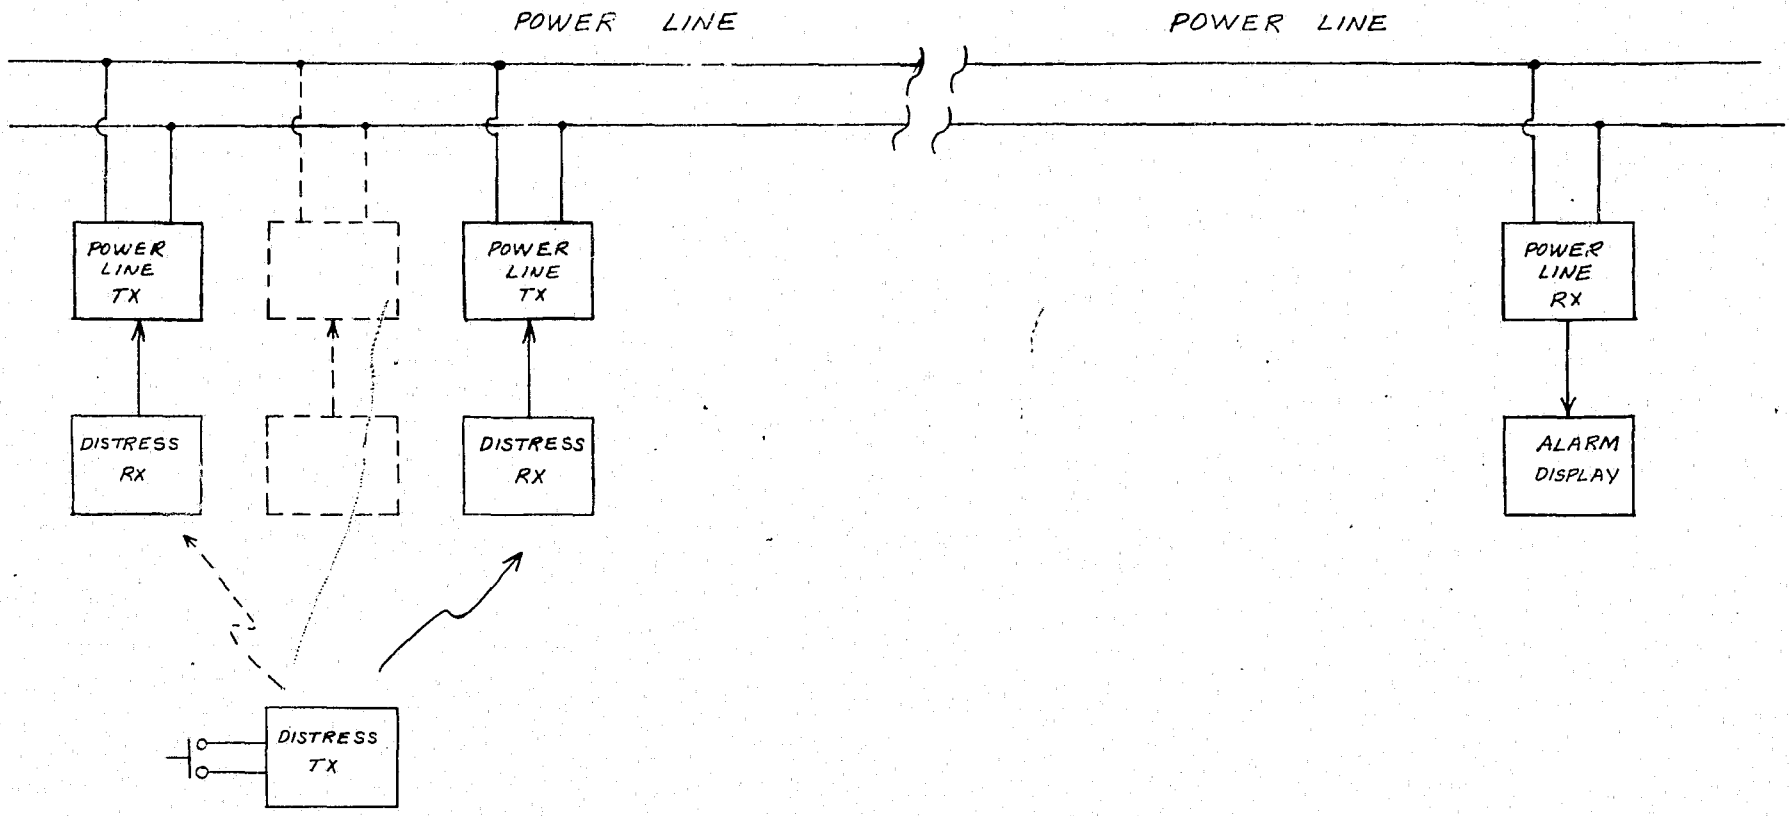 POWER LINE
POWER LINE
POWER
LINE
TX
POWER
LINE
TX
POWER
LINE
RX
DISTRESS
RX
DISTRESS
RX
ALARM
DISPLAY
DISTRESS
TX